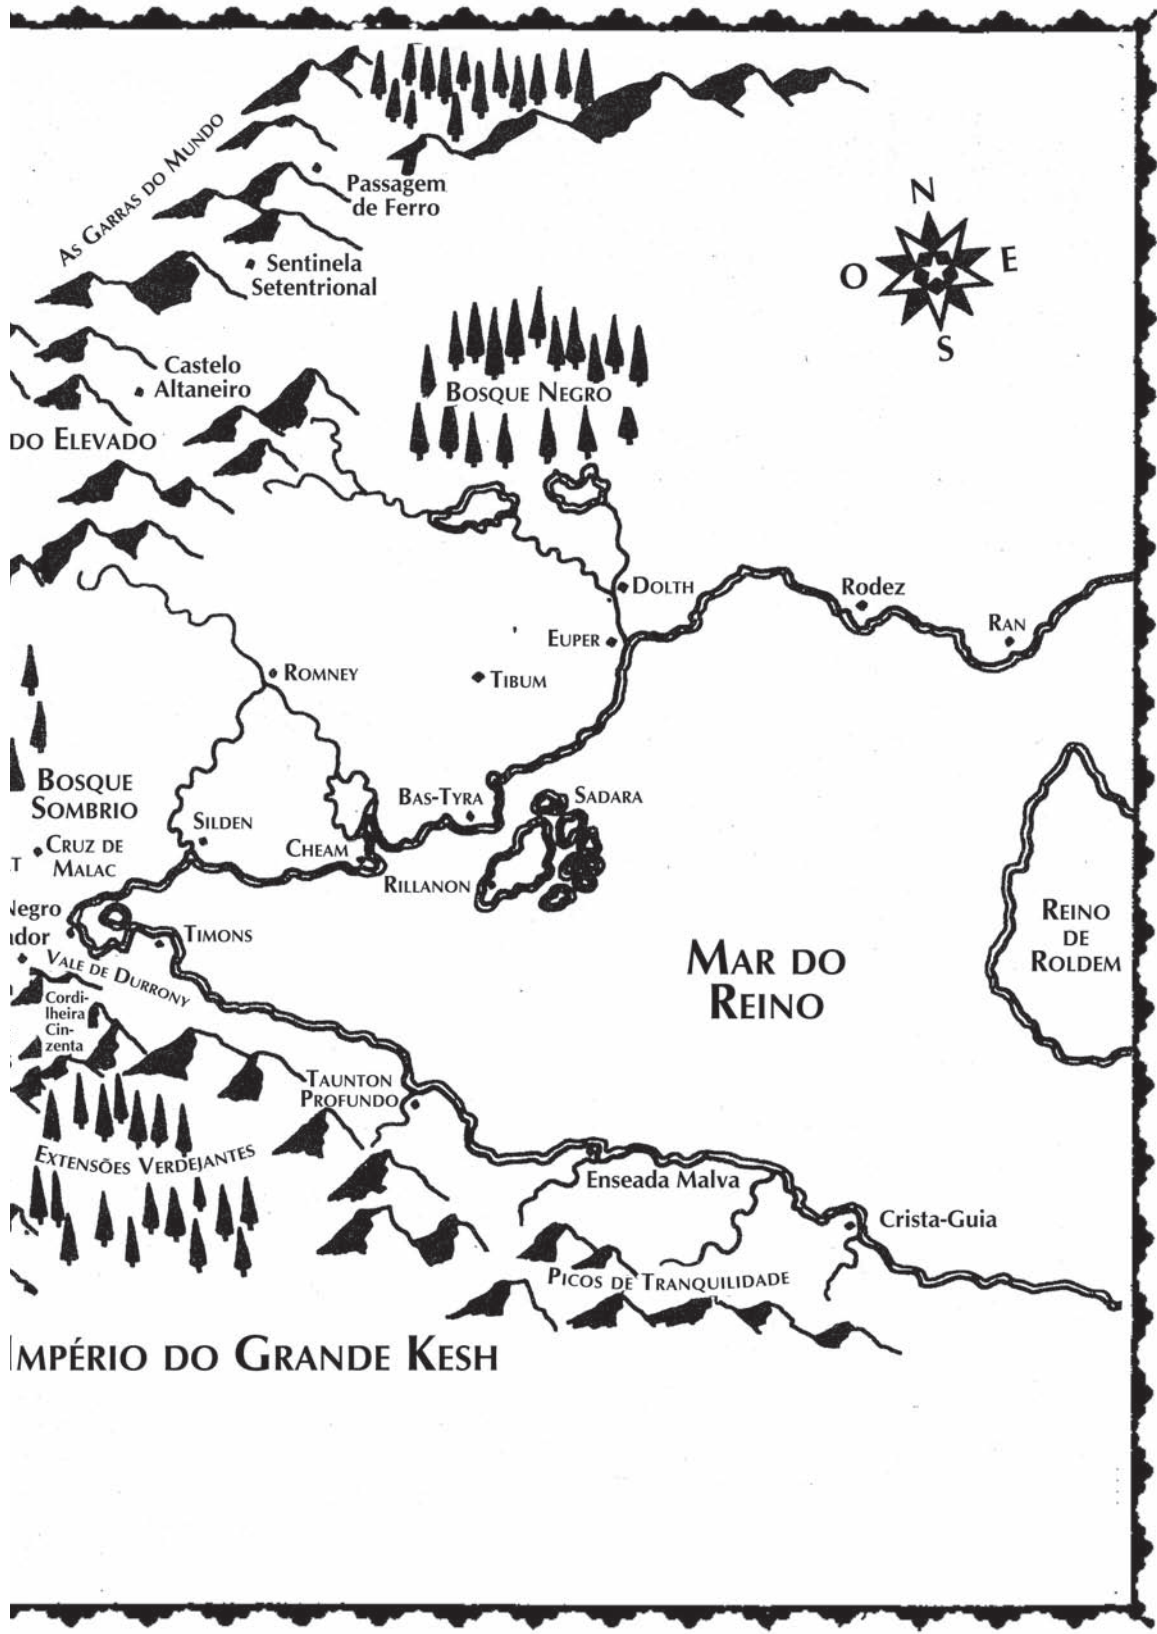 AS GARRAS DO MUNDO
Passagem
de Ferro
N
O
E
S
Sentinela
Setentrional
Castelo
Altaneiro
BOSQUE NEGRO
DO ELEVADO
DOLTH
Rodez
RAN
EUPER
ROMNEY
TIBUM
BOSQUE
SOMBRIO
BAS-TYRA
SADARA
SILDEN
CRUZ DE
MALAC
CHEAM
RILLANON
Negro
ador
TIMONS
VALE DE DURRONY
REINO
DE
ROLDEM
MAR DO
REINO
Cordi-
lheira
Cin-
zenta
TAUNTON
PROFUNDO
EXTENSÕES VERDEJANTES
Enseada Malva
Crista-Guia
PICOS DE TRANQUILIDADE
IMPÉRIO DO GRANDE KESH